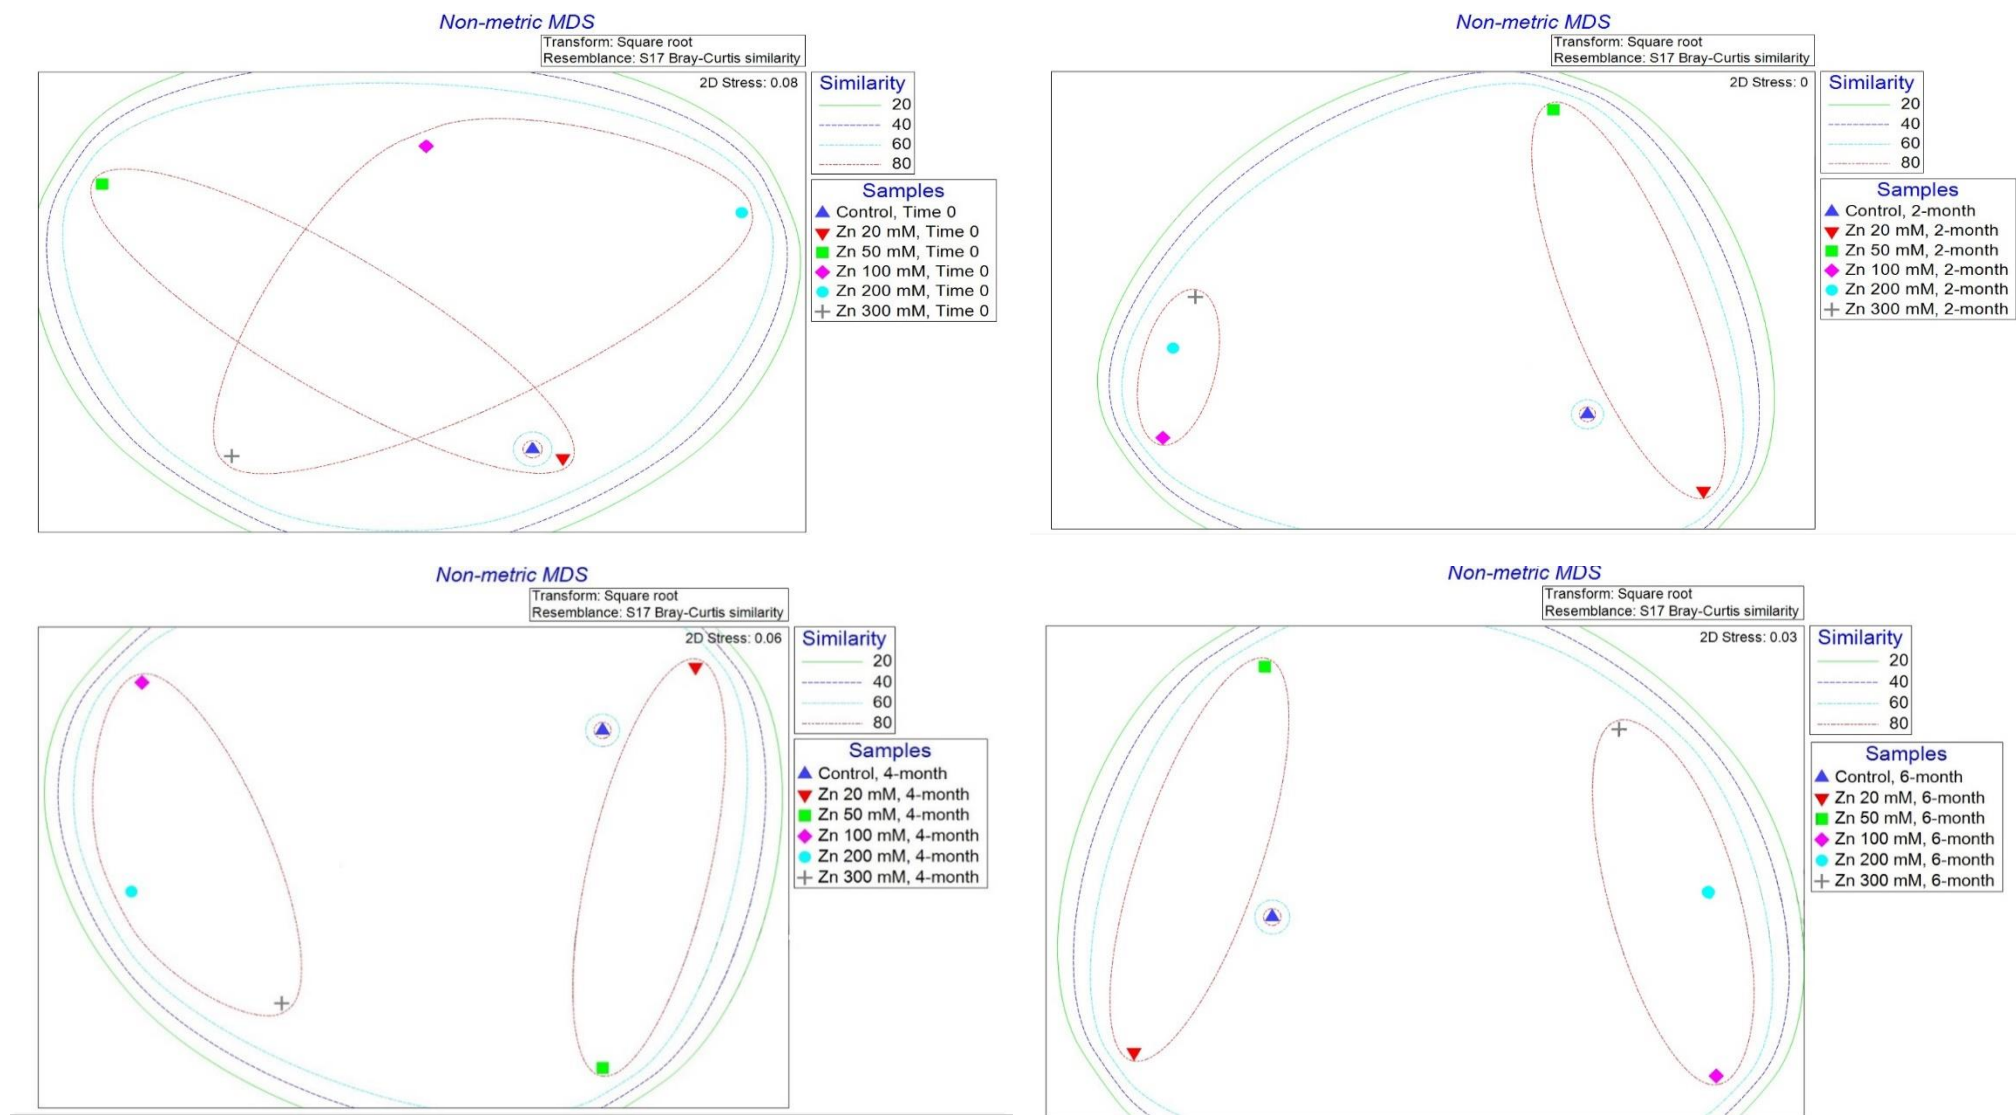 Non-metric MDS
Transform: Square root
Resemblance: S17 Bray-Curtis similarity
2D Stress: 0.08
Similarity
20
40
60
80
Samples
Control, Time 0
Zn 20 mM, Time 0
Zn 50 mM, Time 0
Zn 100 mM, Time 0
Zn 200 mM, Time 0
Zn 300 mM, Time 0
Non-metric MDS
Transform: Square root
Resemblance: S17 Bray-Curtis similarity
2D Stress: 0
Similarity
20
40
60
80
Samples
Control, 2-month
Zn 20 mM, 2-month
Zn 50 mM, 2-month
Zn 100 mM, 2-month
Zn 200 mM, 2-month
Zn 300 mM, 2-month
Non-metric MDS
Transform: Square root
Resemblance: S17 Bray-Curtis similarity
2D Stress: 0.06
Similarity
20
40
60
80
Samples
Control, 4-month
Zn 20 mM, 4-month
Zn 50 mM, 4-month
Zn 100 mM, 4-month
Zn 200 mM, 4-month
Zn 300 mM, 4-month
Non-metric MDS
Transform: Square root
Resemblance: S17 Bray-Curtis similarity
2D Stress: 0.03
Similarity
20
40
60
80
Samples
Control, 6-month
Zn 20 mM, 6-month
Zn 50 mM, 6-month
Zn 100 mM, 6-month
Zn 200 mM, 6-month
Zn 300 mM, 6-month